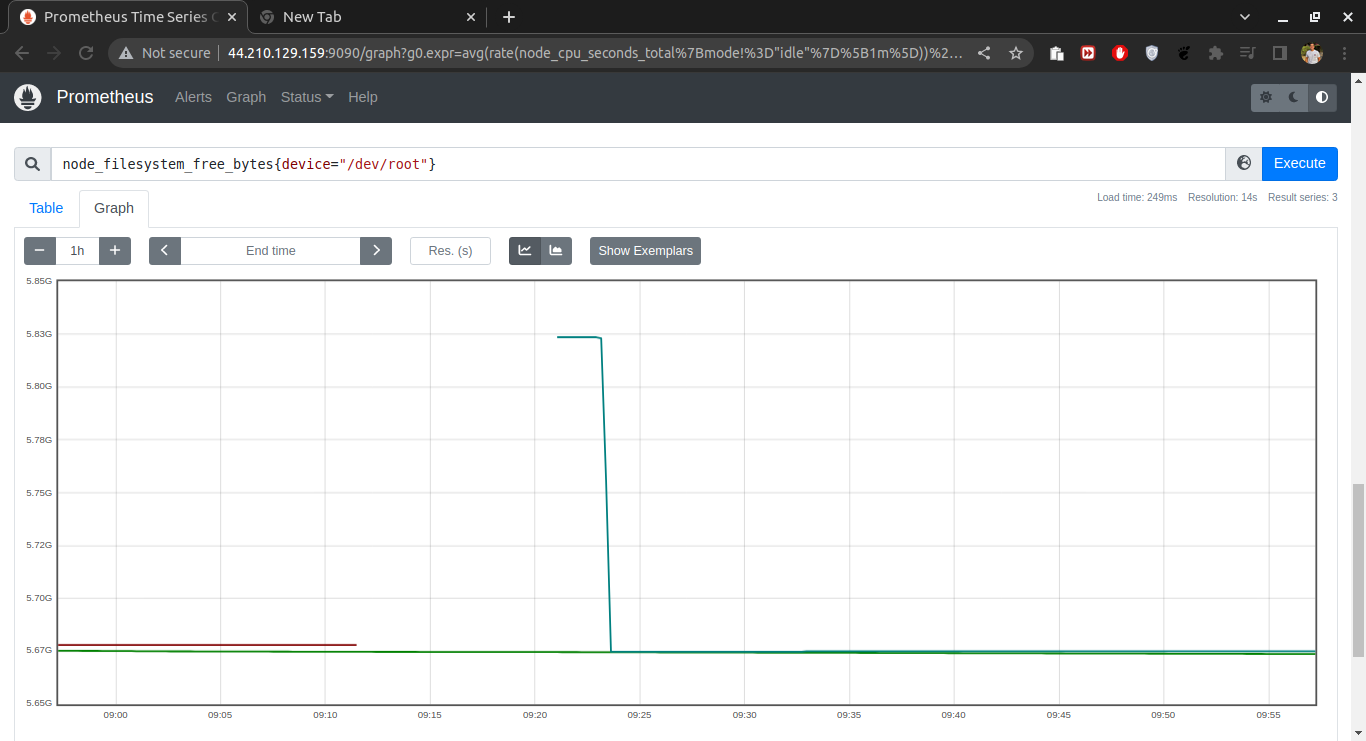 Prometheus Time Series C
New Tab
Not secure 44.210.129.159:9090/graph?g0.expr=avg(rate(node_cpu_seconds_total%7Bmode!%3D"idle"%7D%5B1m%5D))%2...
Prometheus Alerts Graph Status Help
node_filesystem_free_bytes{device="/dev/root"}
Execute
Load time: 249ms Resolution: 14s Result series: 3
Table Graph
1h
End time
Res. (s)
Show Exemplars
5.85G
5.83G
5.80G
5.78G
5.75G
5.72G
5.70G
5.67G
5.65G
09:00 09:05 09:10 09:15 09:20 09:25 09:30 09:35 09:40 09:45 09:50 09:55